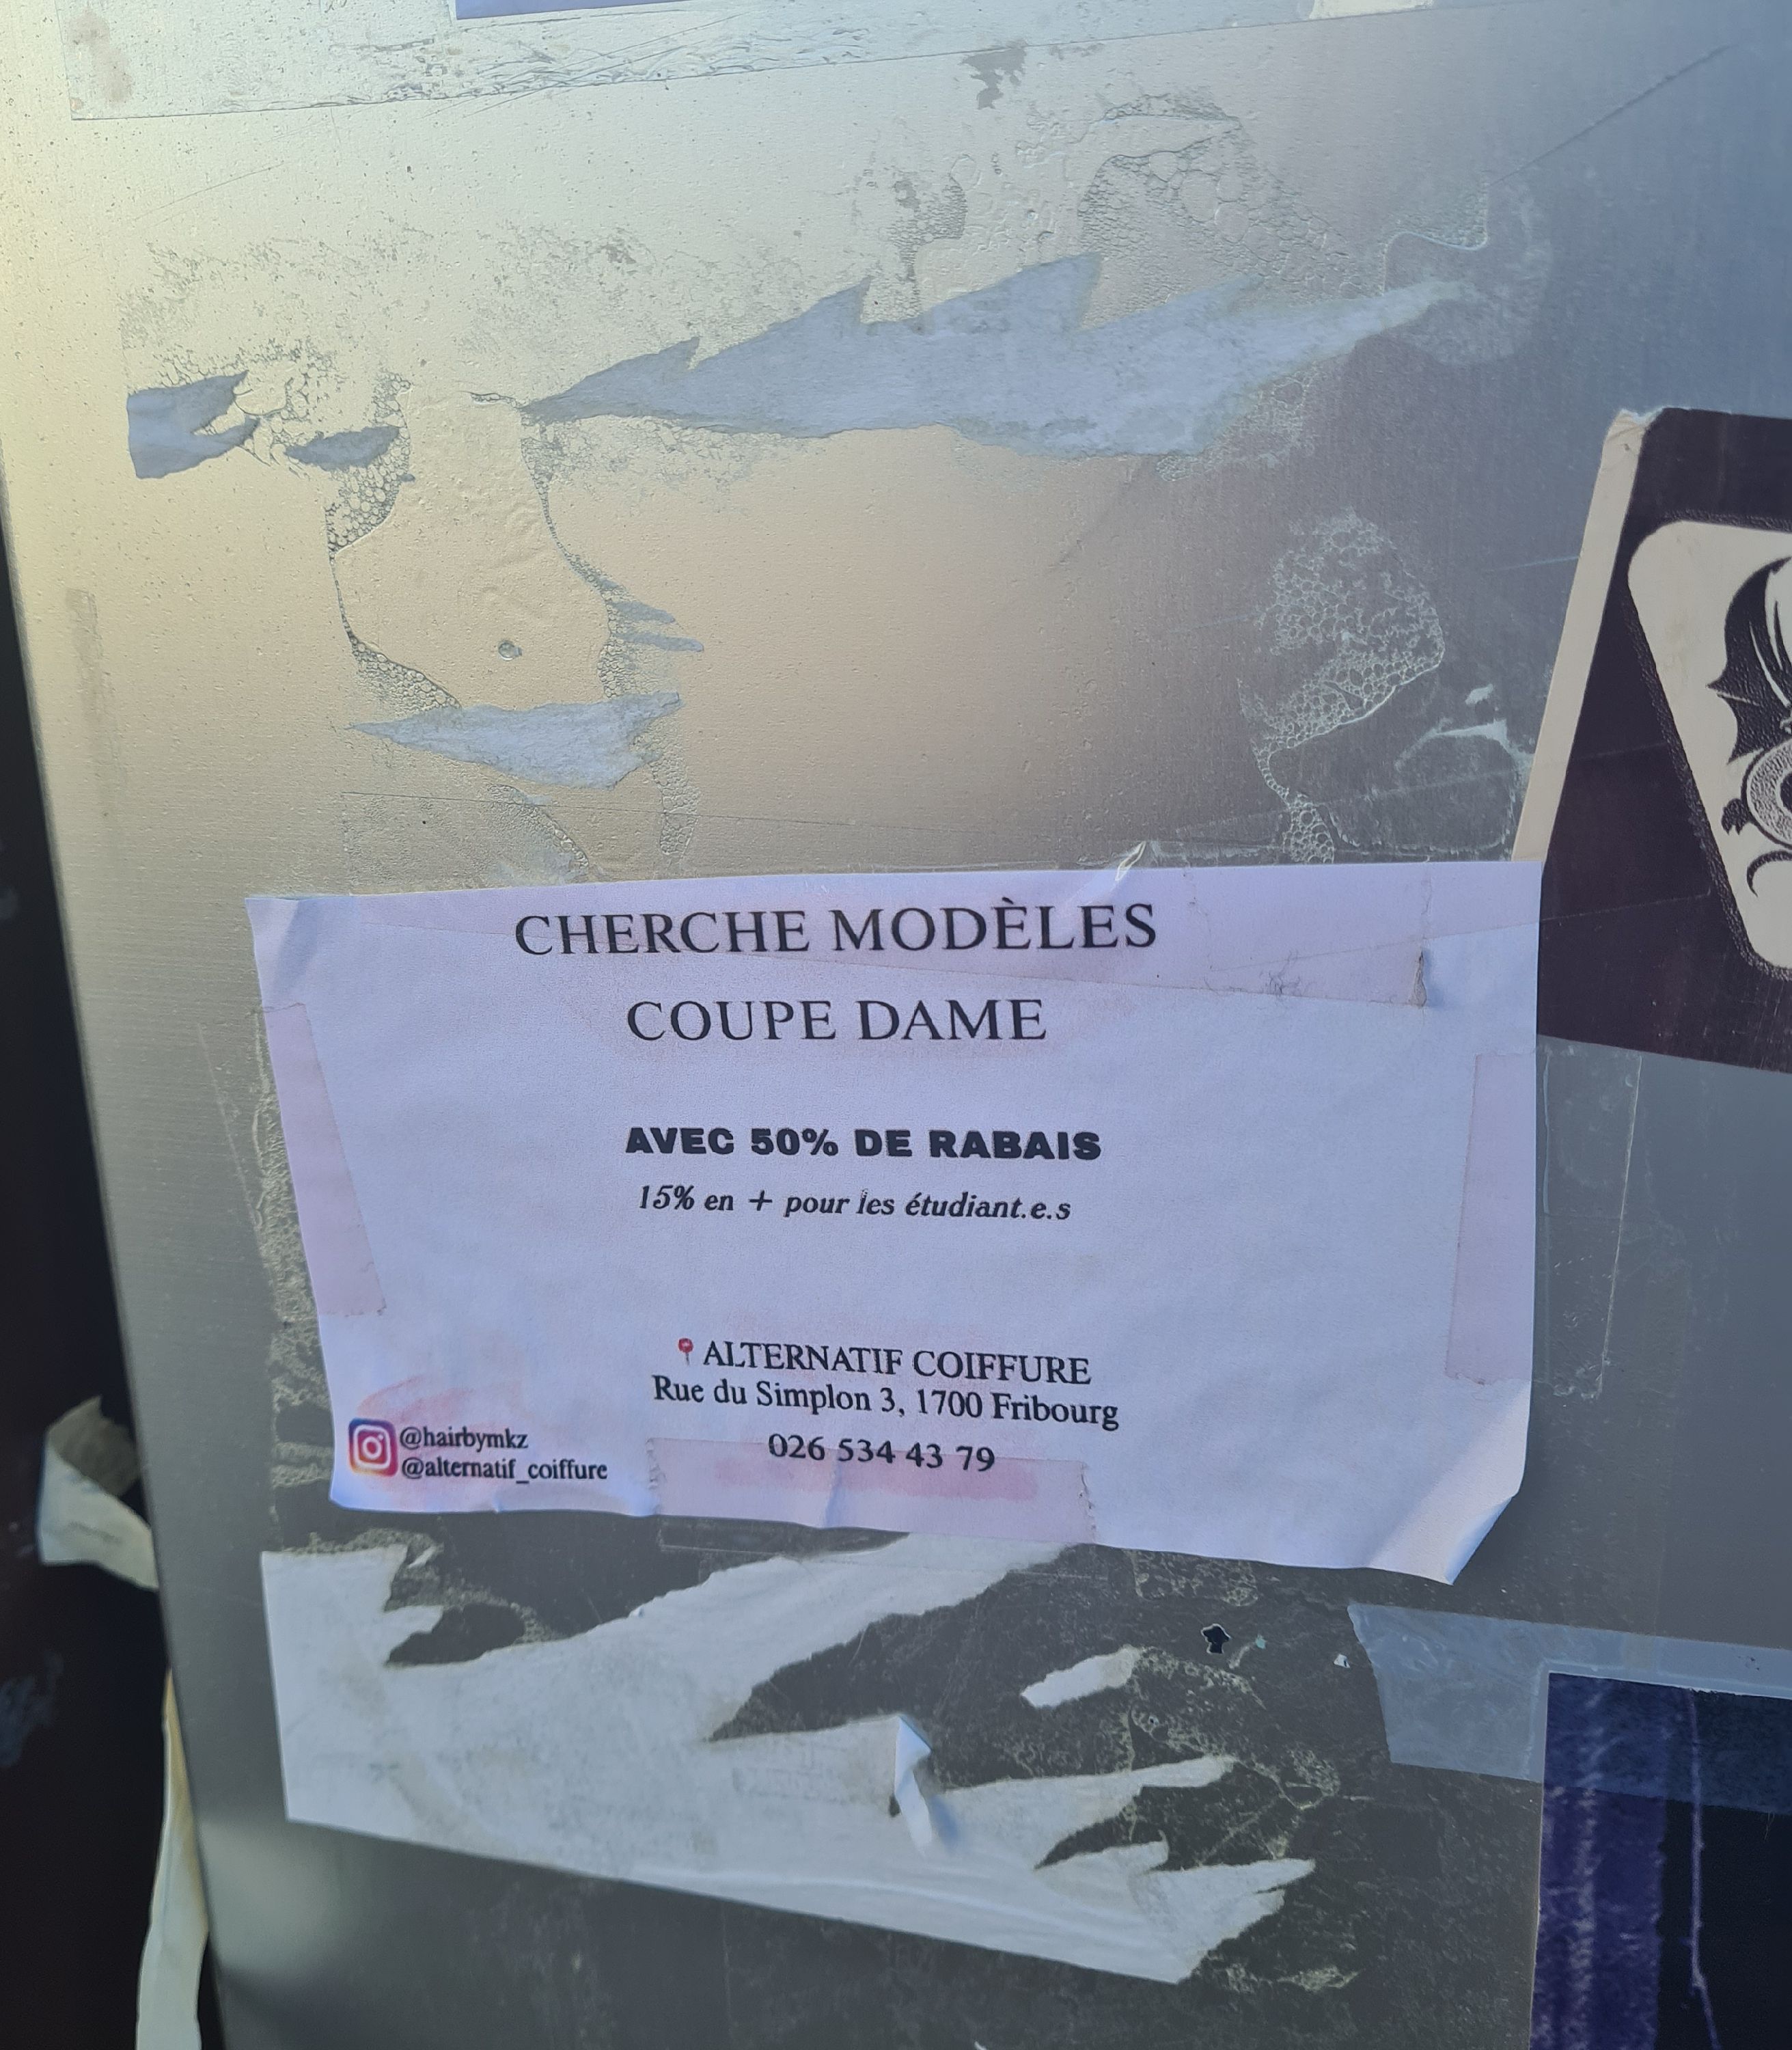 CHERCHE MODÈLES
COUPE DAME
AVEC 50% DE RABAIS
15% en + pour les étudiant.e.s
📍ALTERNATIF COIFFURE
Rue du Simplon 3, 1700 Fribourg
026 534 43 79
@hairbymkz
@alternatif_coiffure